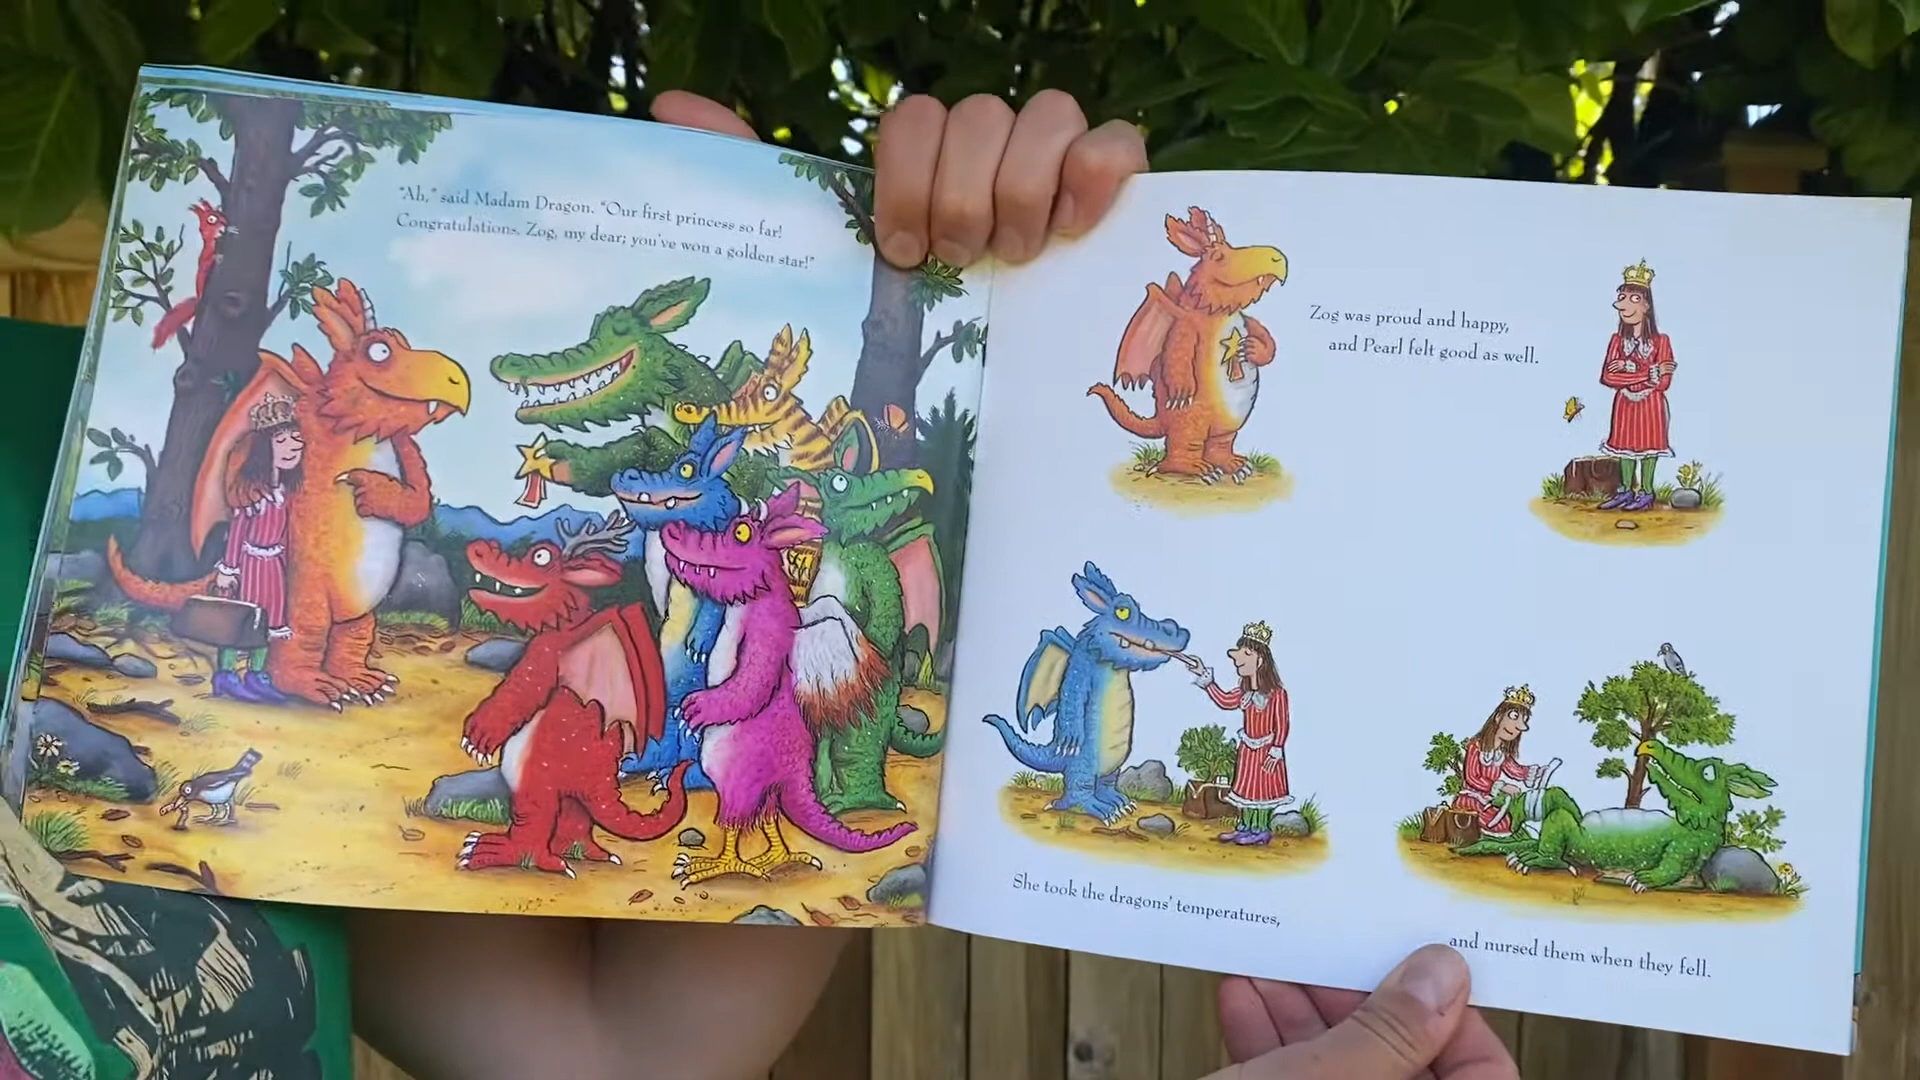 "Ah," said Madam Dragon. "Our first princess so far!
Congratulations, Zog, my dear; you've won a golden star!"
Zog was proud and happy,
and Pearl felt good as well.
She took the dragons' temperatures,
and nursed them when they fell.